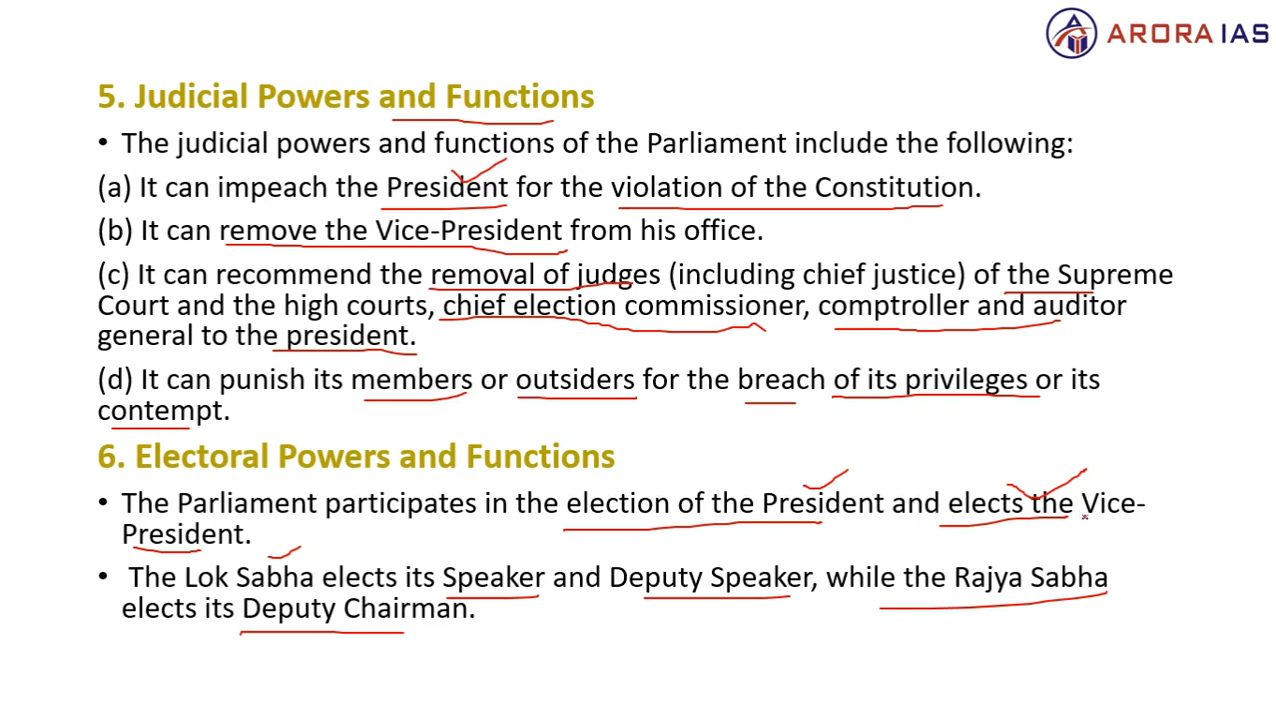 ARORA IAS
5. Judicial Powers and Functions
• The judicial powers and functions of the Parliament include the following:
(a) It can impeach the President for the violation of the Constitution.
(b) It can remove the Vice-President from his office.
(c) It can recommend the removal of judges (including chief justice) of the Supreme
Court and the high courts, chief election commissioner, comptroller and auditor
general to the president.
(d) It can punish its members or outsiders for the breach of its privileges or its
contempt.
6. Electoral Powers and Functions
• The Parliament participates in the election of the President and elects the Vice-
President.
• The Lok Sabha elects its Speaker and Deputy Speaker, while the Rajya Sabha
elects its Deputy Chairman.